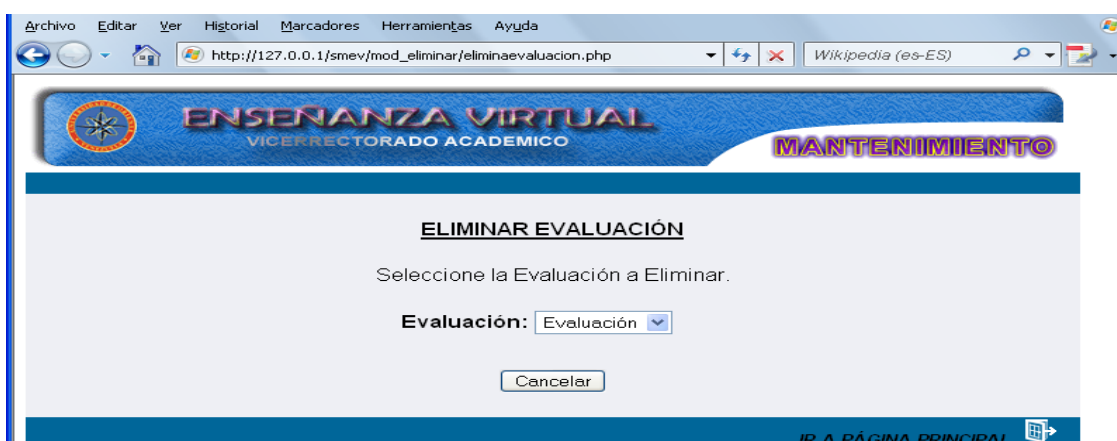 Archivo Editar Ver Historial Marcadores Herramientas Ayuda
http://127.0.0.1/smev/mod_eliminar/eliminaevaluacion.php Wikipedia (es-ES)
ENSEÑANZA VIRTUAL
VICERRECTORADO ACADEMICO
MANTENIMIENTO
ELIMINAR EVALUACIÓN
Seleccione la Evaluación a Eliminar.
Evaluación: Evaluación
Cancelar
IR A PÁGINA PRINCIPAL